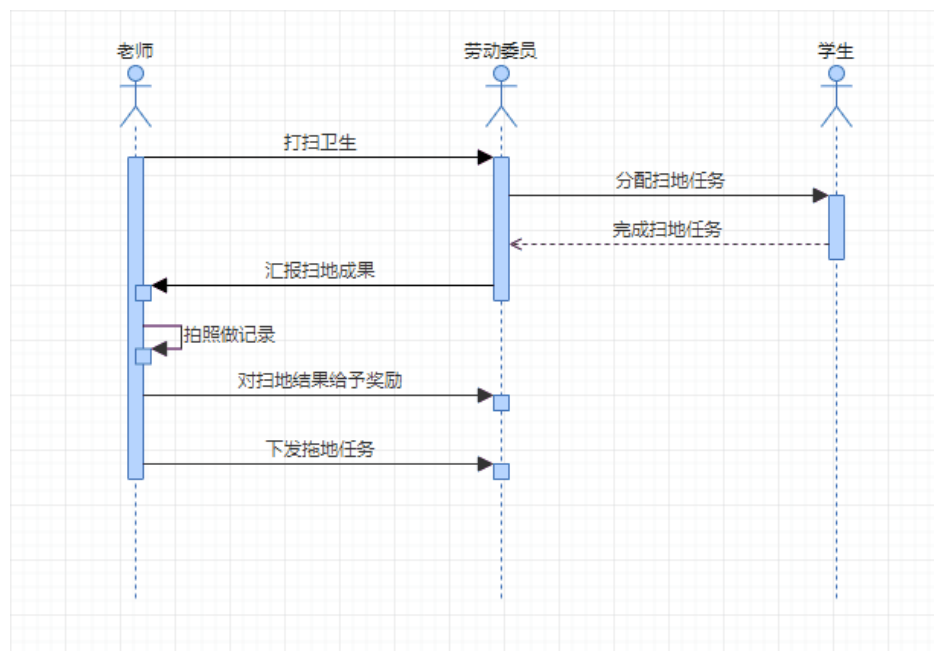 老师
劳动委员
学生
打扫卫生
分配扫地任务
完成扫地任务
汇报扫地成果
拍照做记录
对扫地结果给予奖励
下发拖地任务